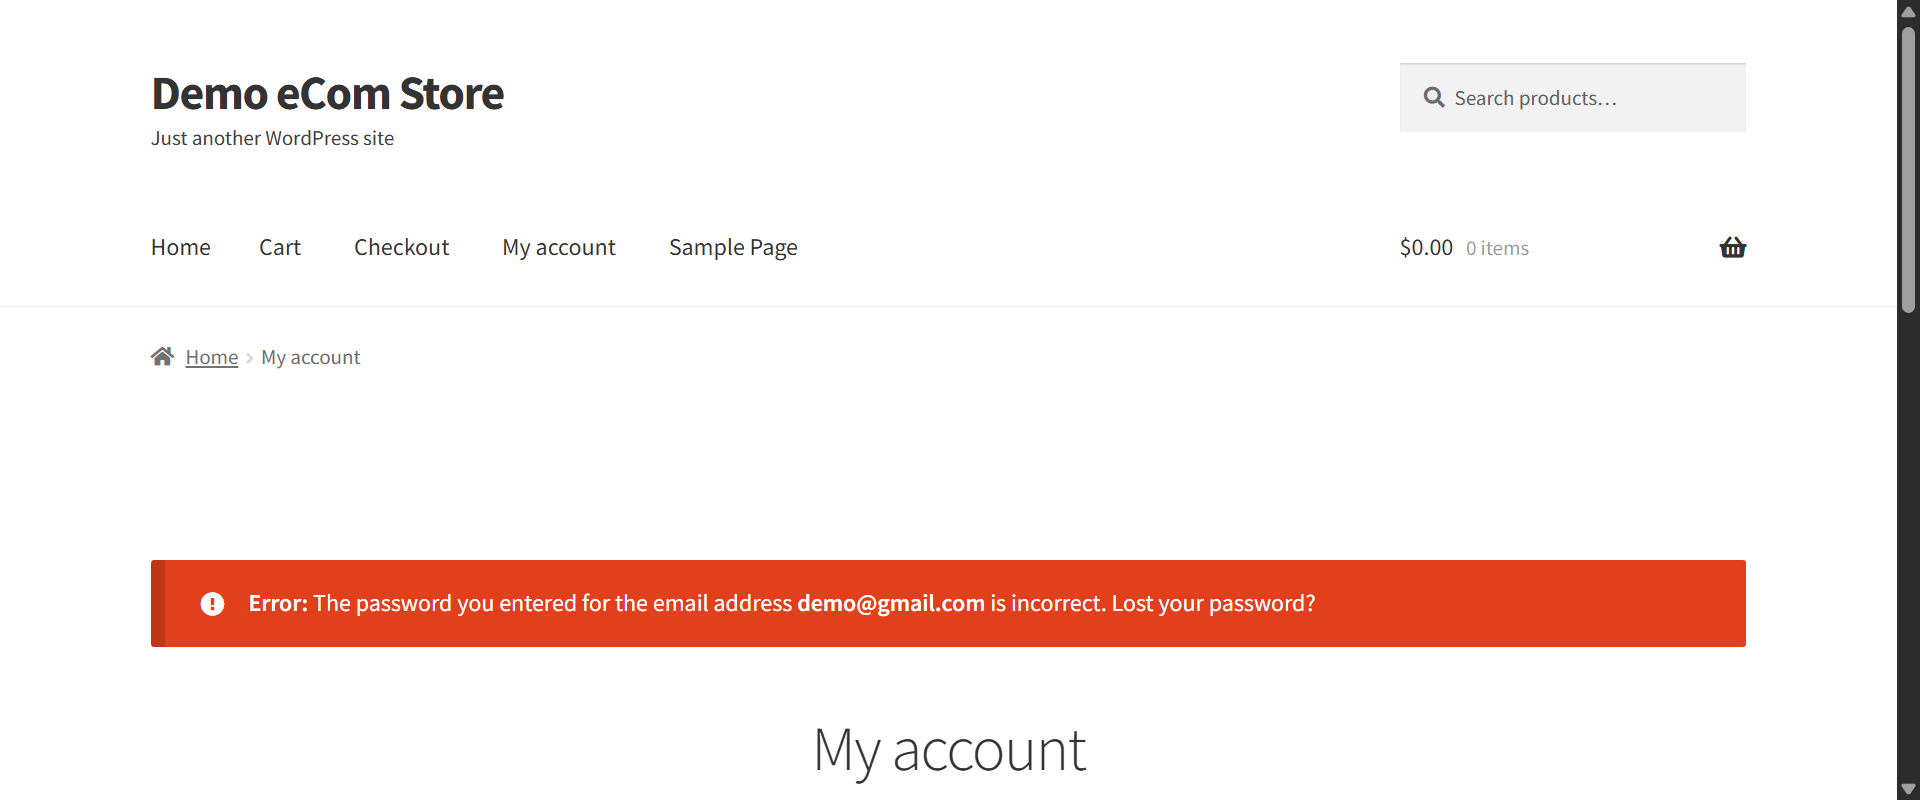 Demo eCom Store
Just another WordPress site
Search products…
Home Cart Checkout My account Sample Page $0.00 0 items
Home My account
Error: The password you entered for the email address demo@gmail.com is incorrect. Lost your password?
My account